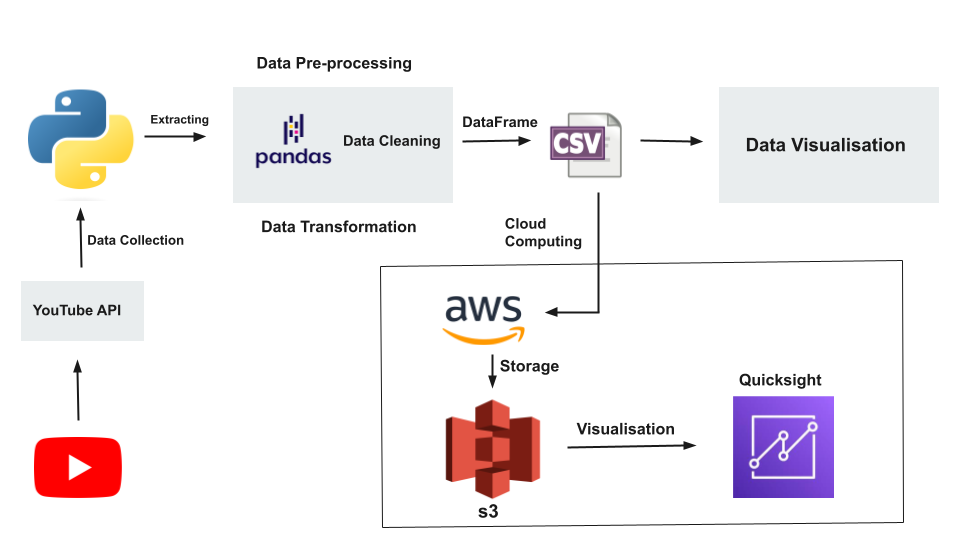 Data Pre-processing
Extracting
pandas
Data Cleaning
DataFrame
CSV
Data Visualisation
Data Transformation
Data Collection
Cloud
Computing
YouTube API
aws
Storage
Quicksight
Visualisation
s3